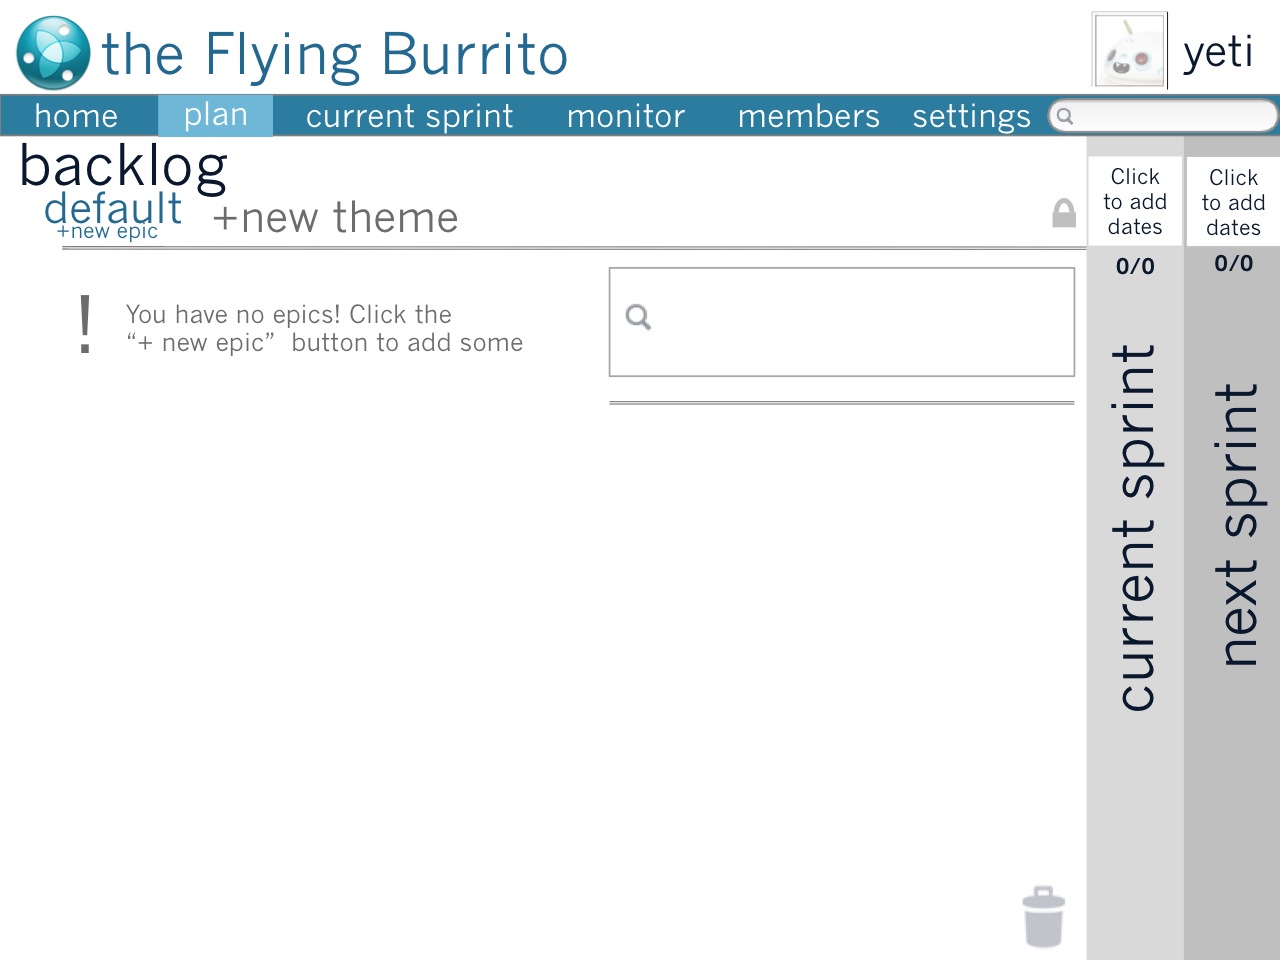 the Flying Burrito
yeti
home plan current sprint monitor members settings
backlog
default
+new epic
+new theme
You have no epics! Click the
“+ new epic” button to add some
!
Click
to add
dates
0/0
current sprint
Click
to add
dates
0/0
next sprint